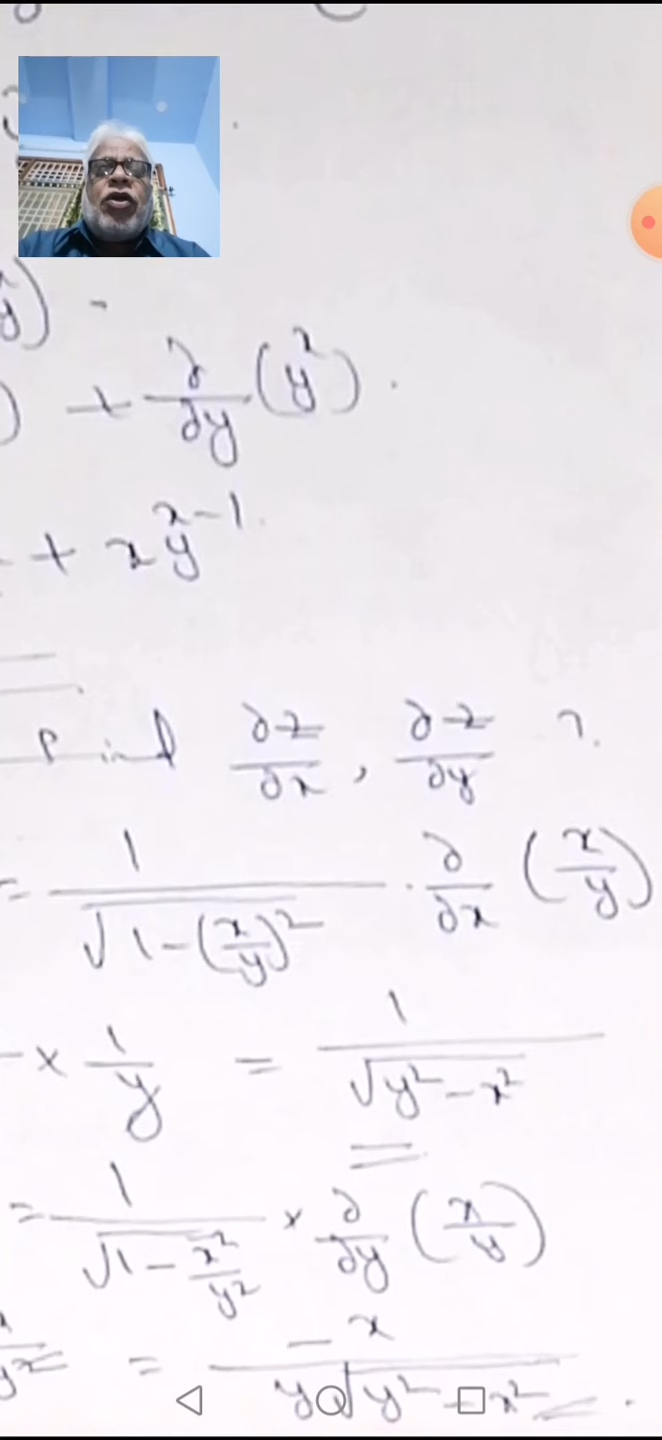 y) -
) + ∂/∂y (y^x).
+ x y^(x-1).
Find ∂z/∂x, ∂z/∂y ?
= 1/√(1-(x/y)²) . ∂/∂x (x/y)
- × 1/y = 1/√(y²-x²)
= 1/√(1-x²/y²) × ∂/∂y (x/y)
= -x/(y√(y²-x²)).